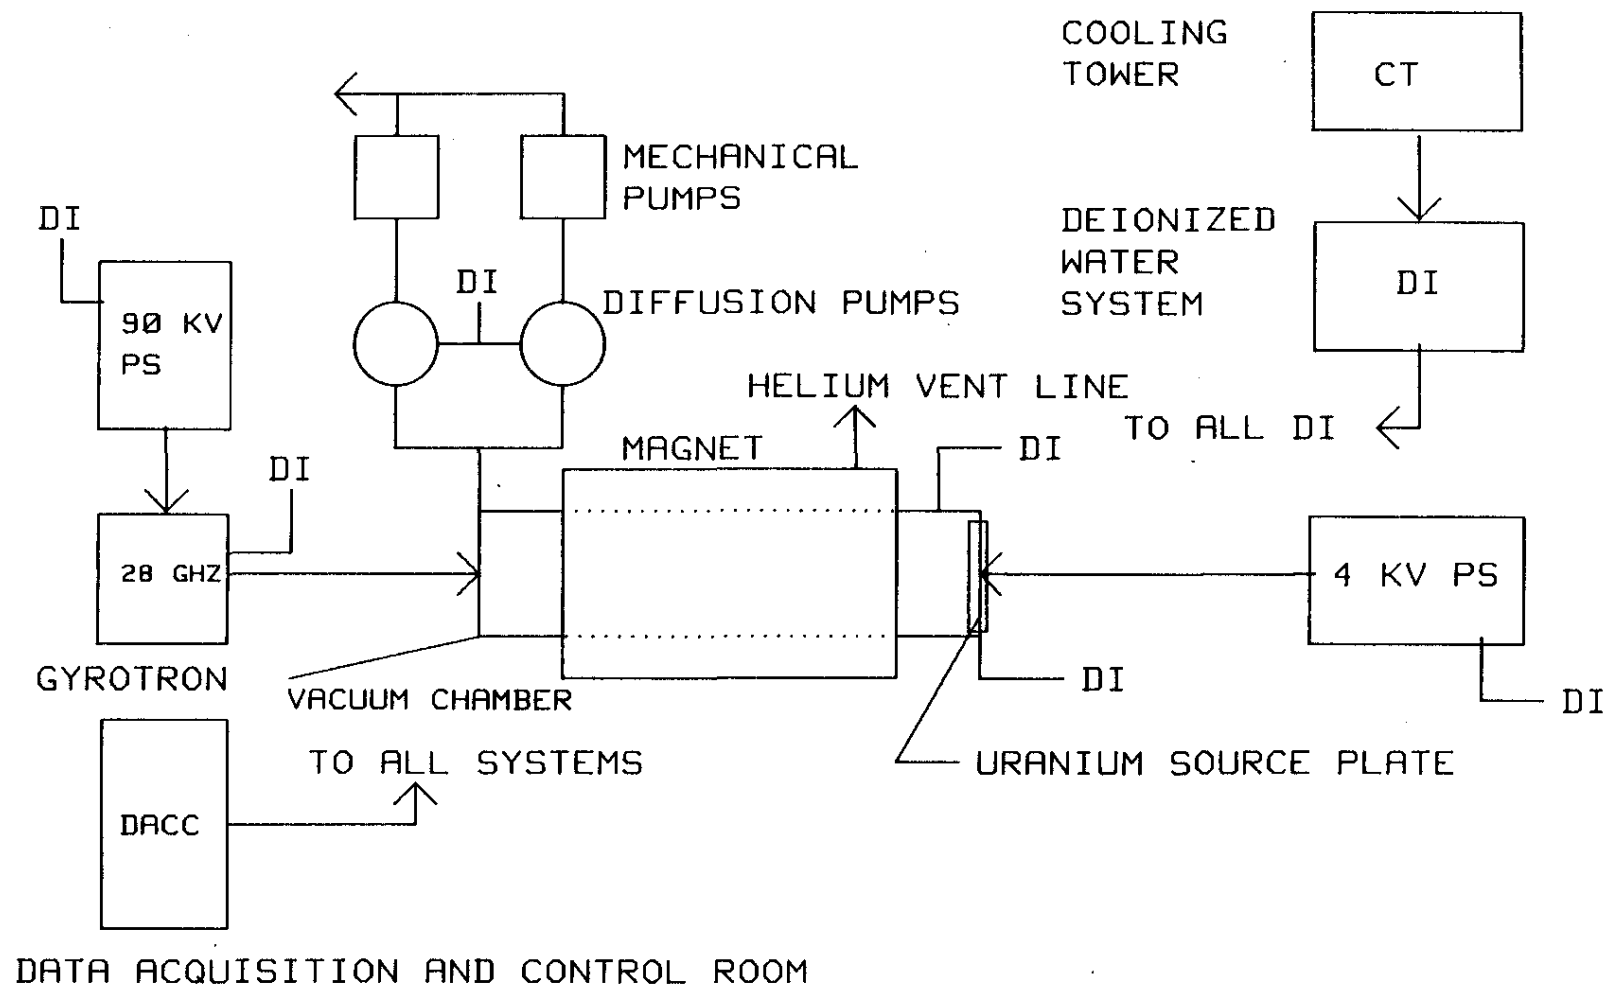 COOLING
TOWER
CT
MECHANICAL
PUMPS
DI
DEIONIZED
WATER
SYSTEM
DI
DI
DIFFUSION PUMPS
90 KV
PS
HELIUM VENT LINE
TO ALL DI
MAGNET
DI
DI
28 GHZ
4 KV PS
GYROTRON
VACUUM CHAMBER
DI
DI
TO ALL SYSTEMS
URANIUM SOURCE PLATE
DACC
DATA ACQUISITION AND CONTROL ROOM